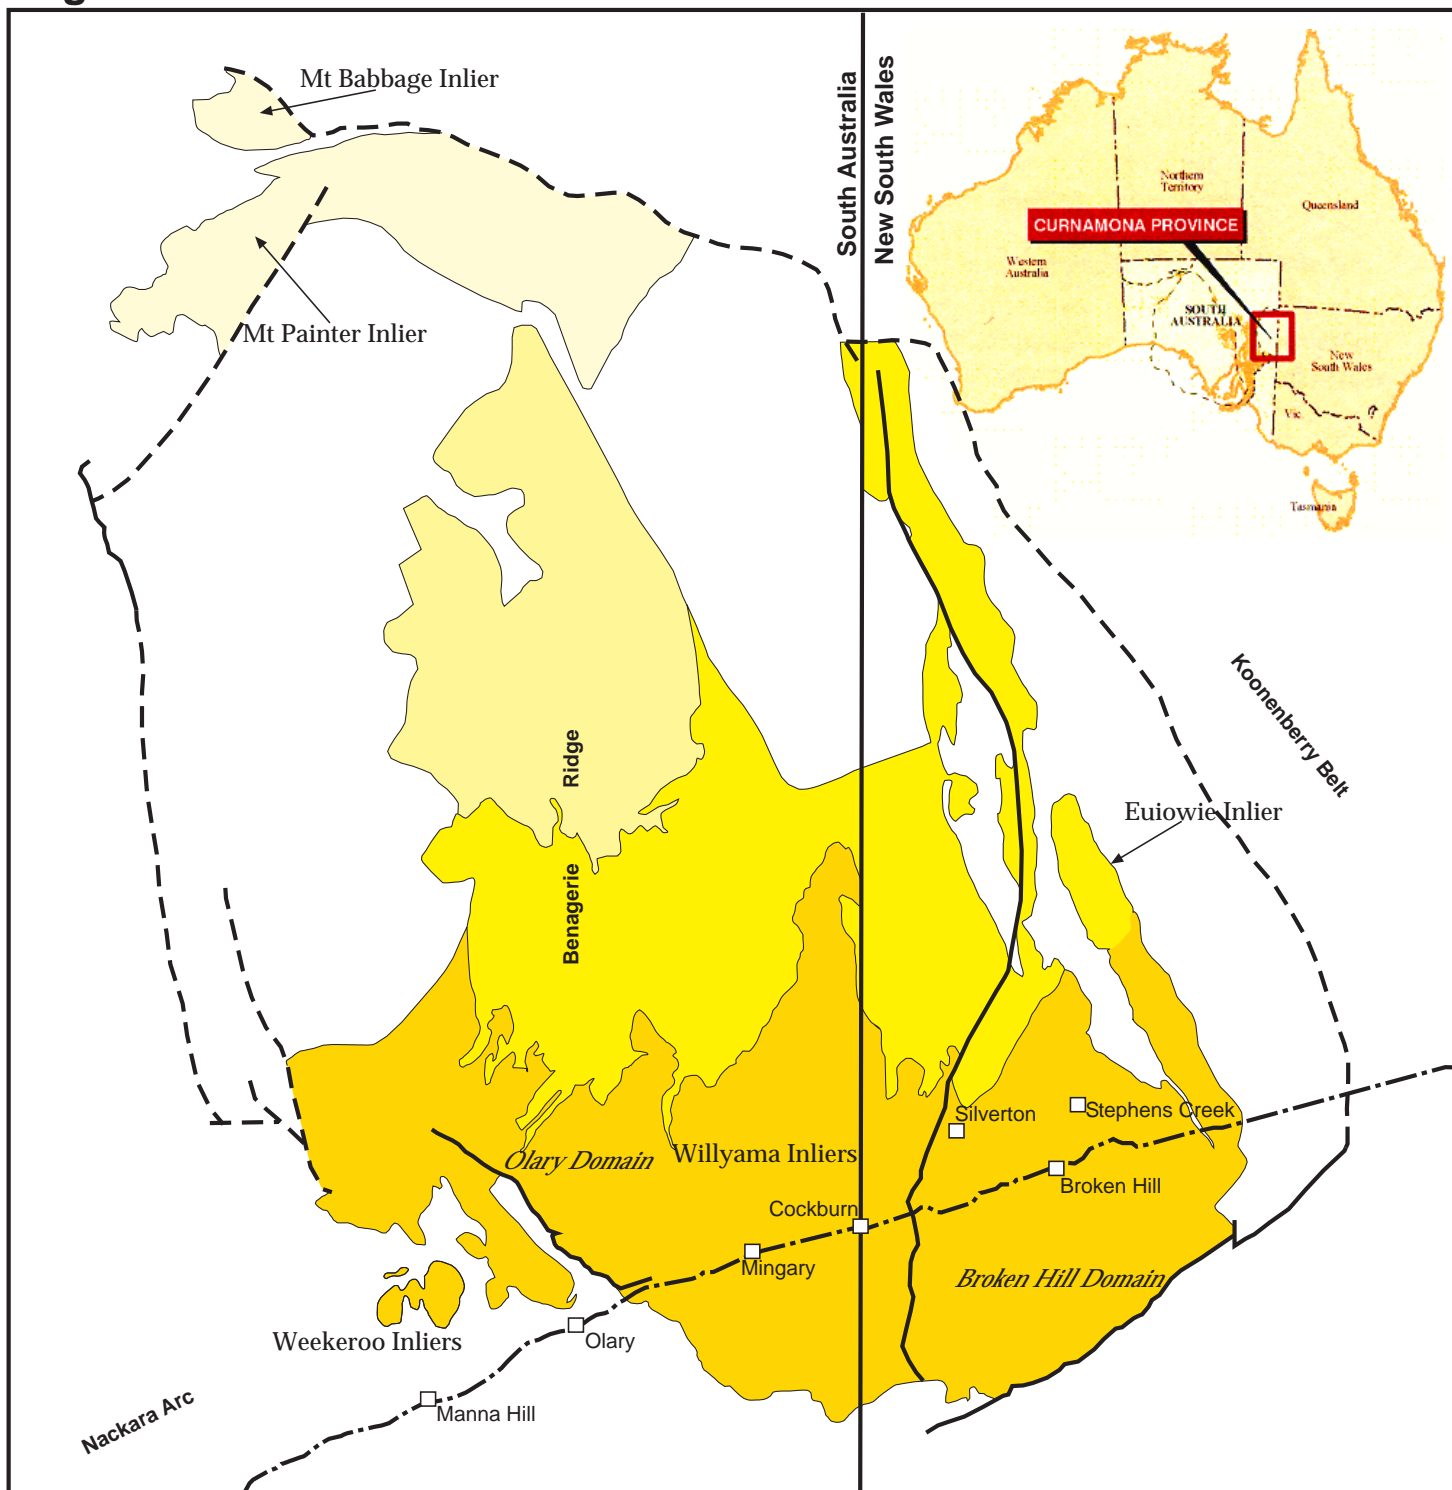 Mt Babbage Inlier
South Australia
New South Wales
Northern
Territory
Queensland
CURNAMONA PROVINCE
Western
Australia
SOUTH
AUSTRALIA
Mt Painter Inlier
New
South Wales
Vic.
Tasmania
Koonenberry Belt
Benagerie Ridge
Euiowie Inlier
Silverton
Stephens Creek
Olary Domain
Willyama Inliers
Broken Hill
Cockburn
Mingary
Broken Hill Domain
Weekeroo Inliers
Olary
Nackara Arc
Manna Hill